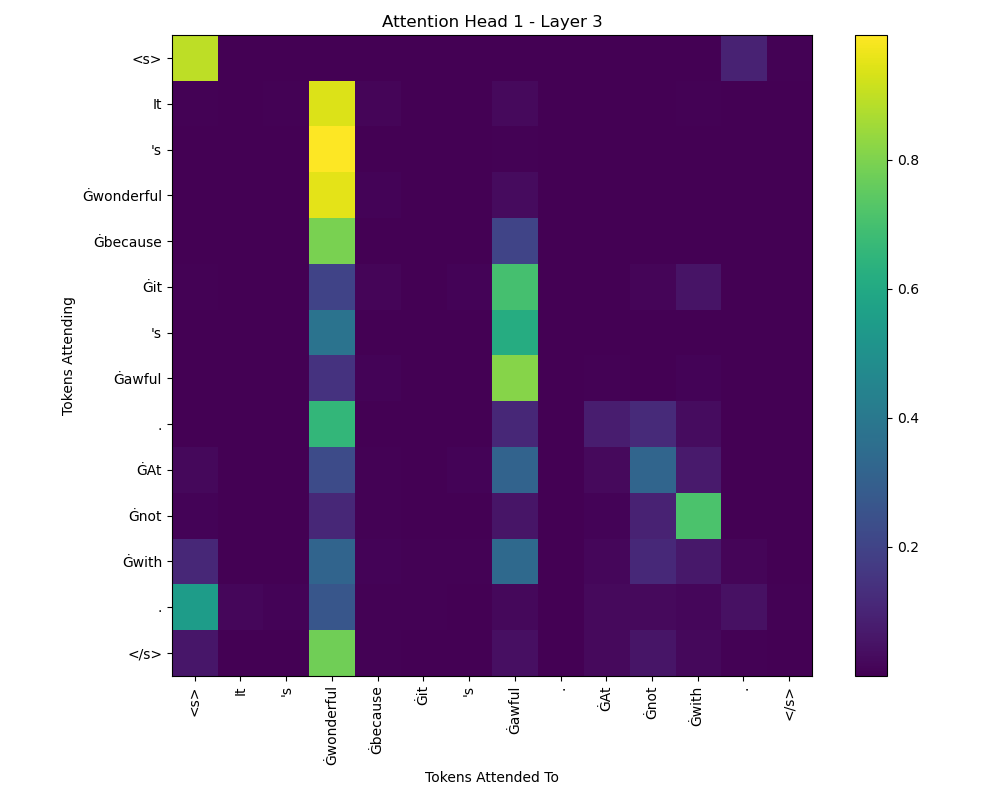 Attention Head 1 - Layer 3
<s>
It
's
Ġwonderful
Ġbecause
Ġit
's
Ġawful
.
ĠAt
Ġnot
Ġwith
.
</s>
Tokens Attending
<s>
It
's
Ġwonderful
Ġbecause
Ġit
's
Ġawful
.
ĠAt
Ġnot
Ġwith
.
</s>
Tokens Attended To
0.8
0.6
0.4
0.2